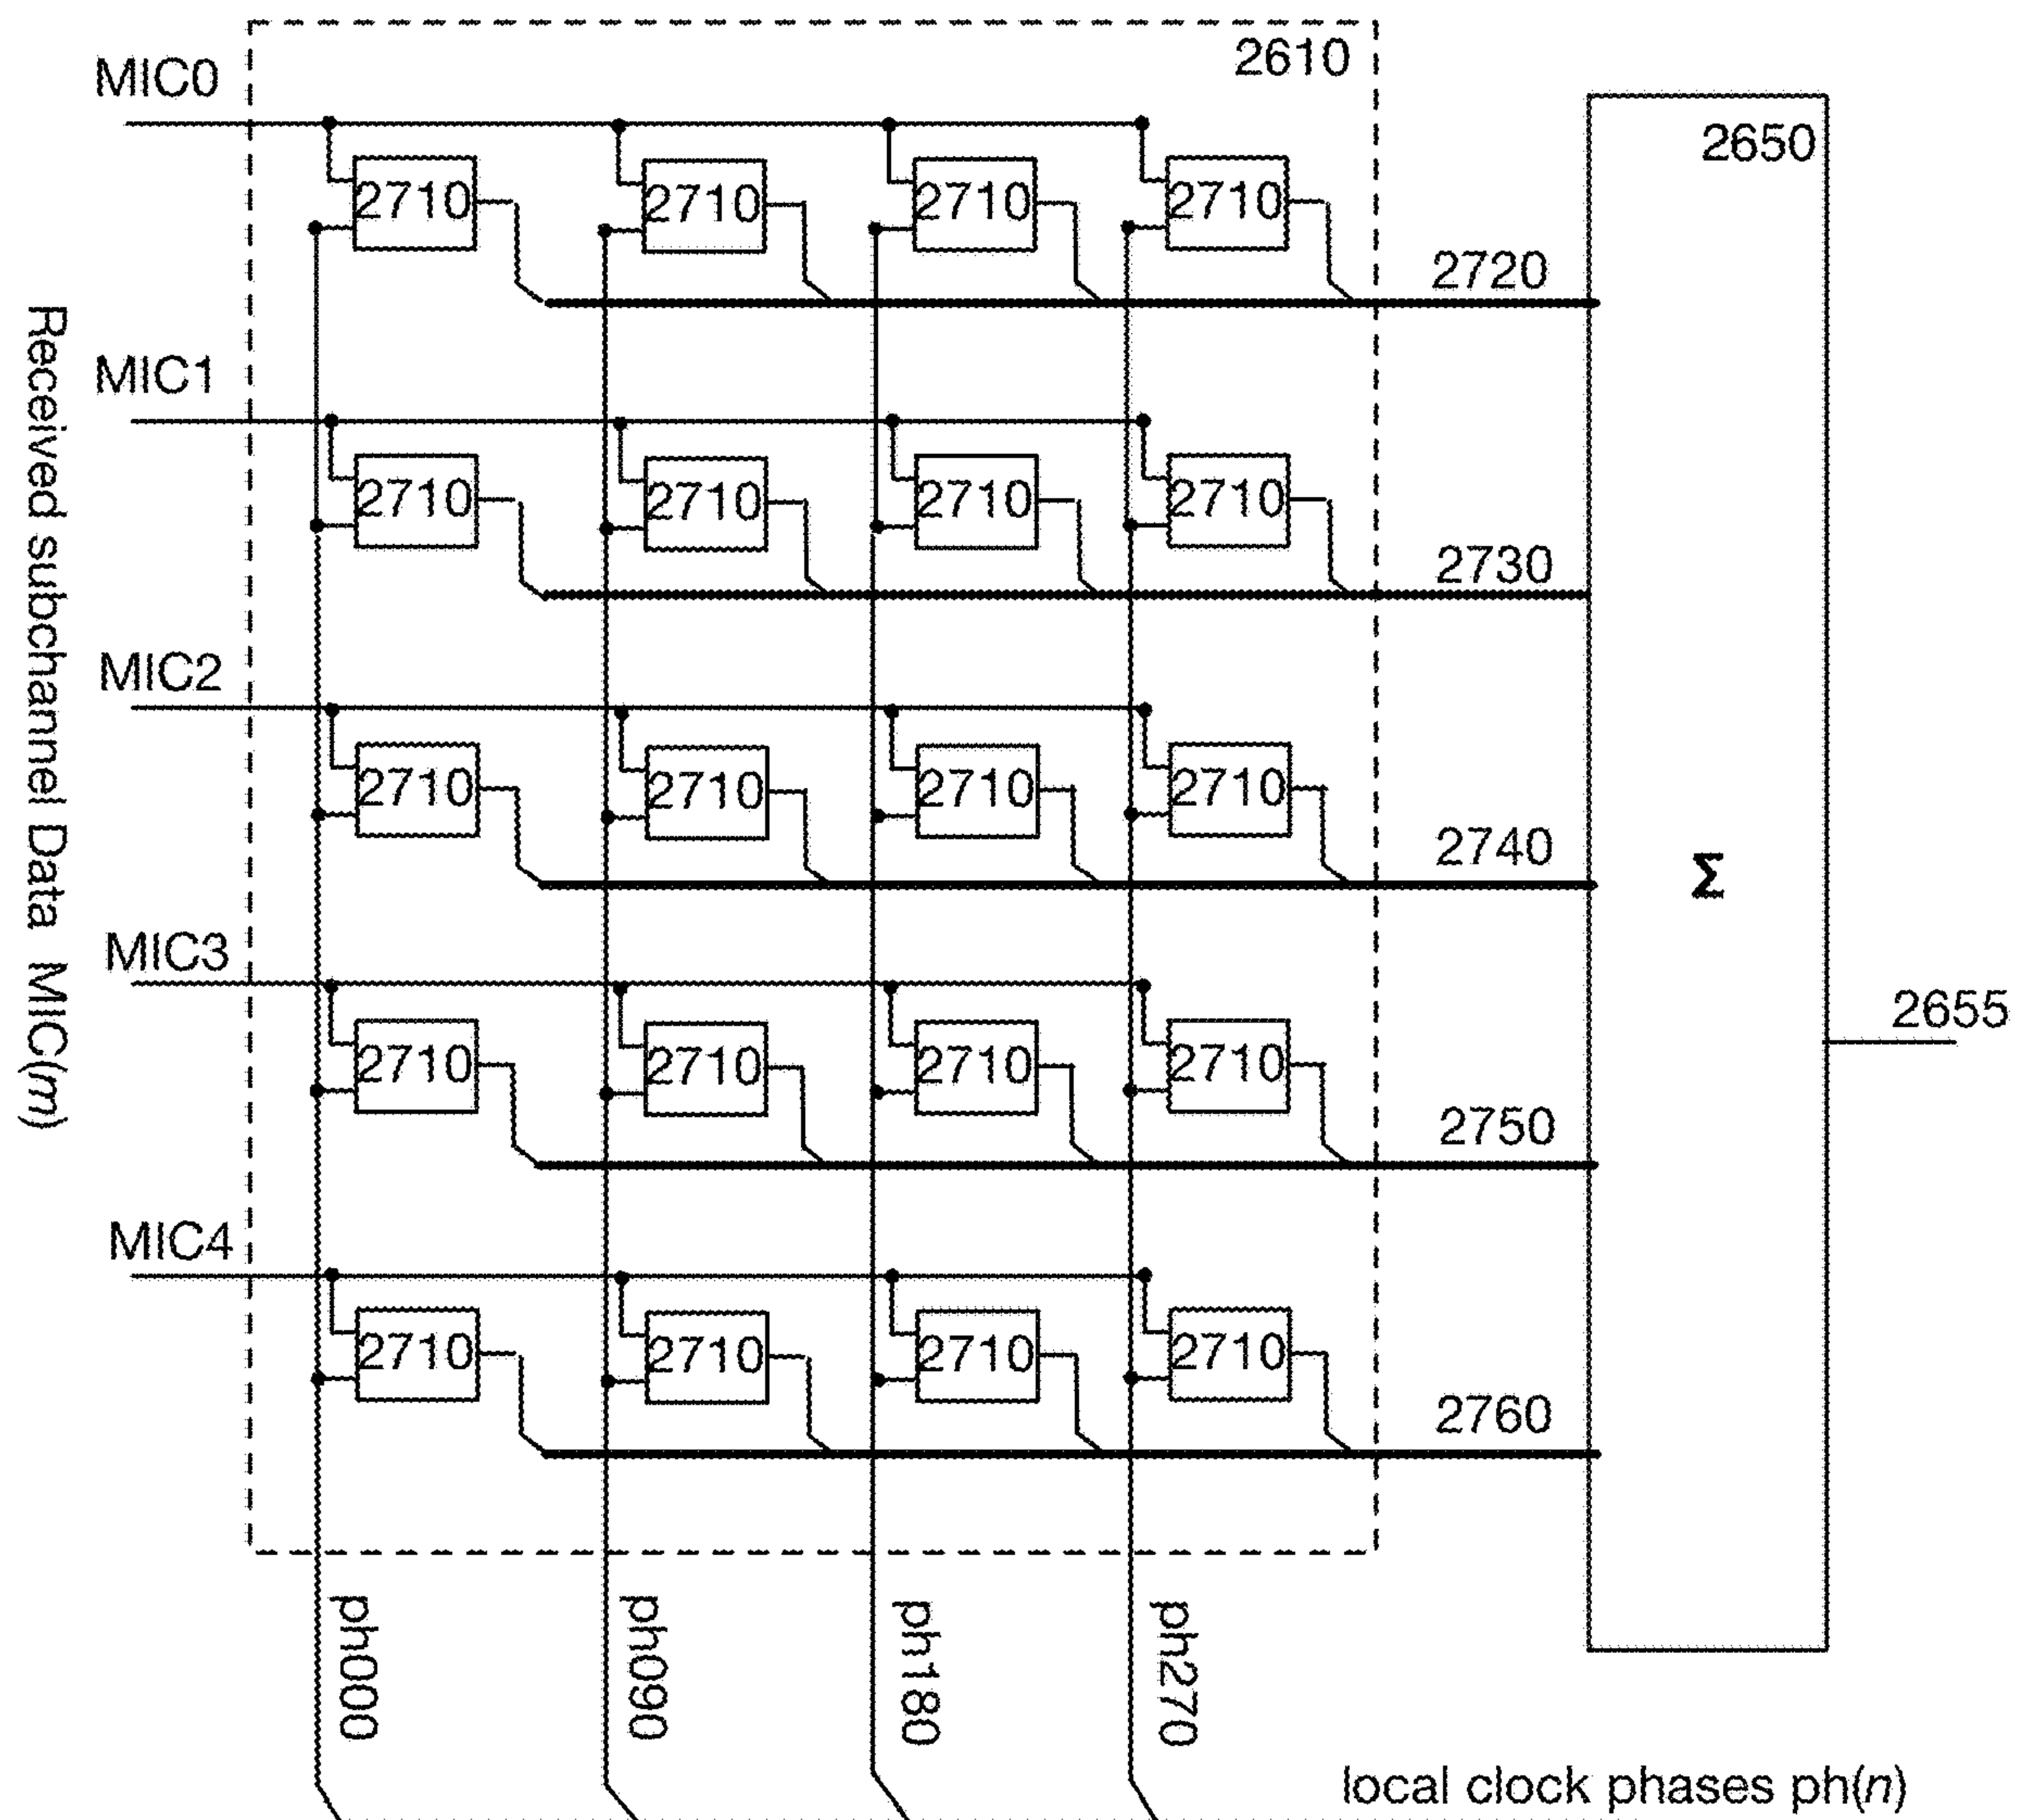 2610
MIC0
2650
2710 2710 2710 2710
2720
MIC1
2710 2710 2710 2710
2730
MIC2
2710 2710 2710 2710
2740
Σ
MIC3
2655
2710 2710 2710 2710
2750
MIC4
2710 2710 2710 2710
2760
Received subchannel Data MIC(m)
ph000
ph090
ph180
ph270
local clock phases ph(n)